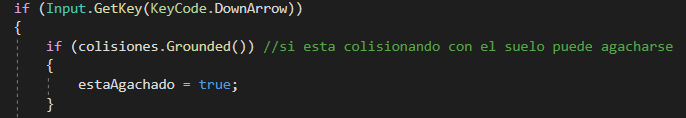 if (Input.GetKey(KeyCode.DownArrow))
{
if (colisiones.Grounded()) //si esta colisionando con el suelo puede agacharse
{
estaAgachado = true;
}